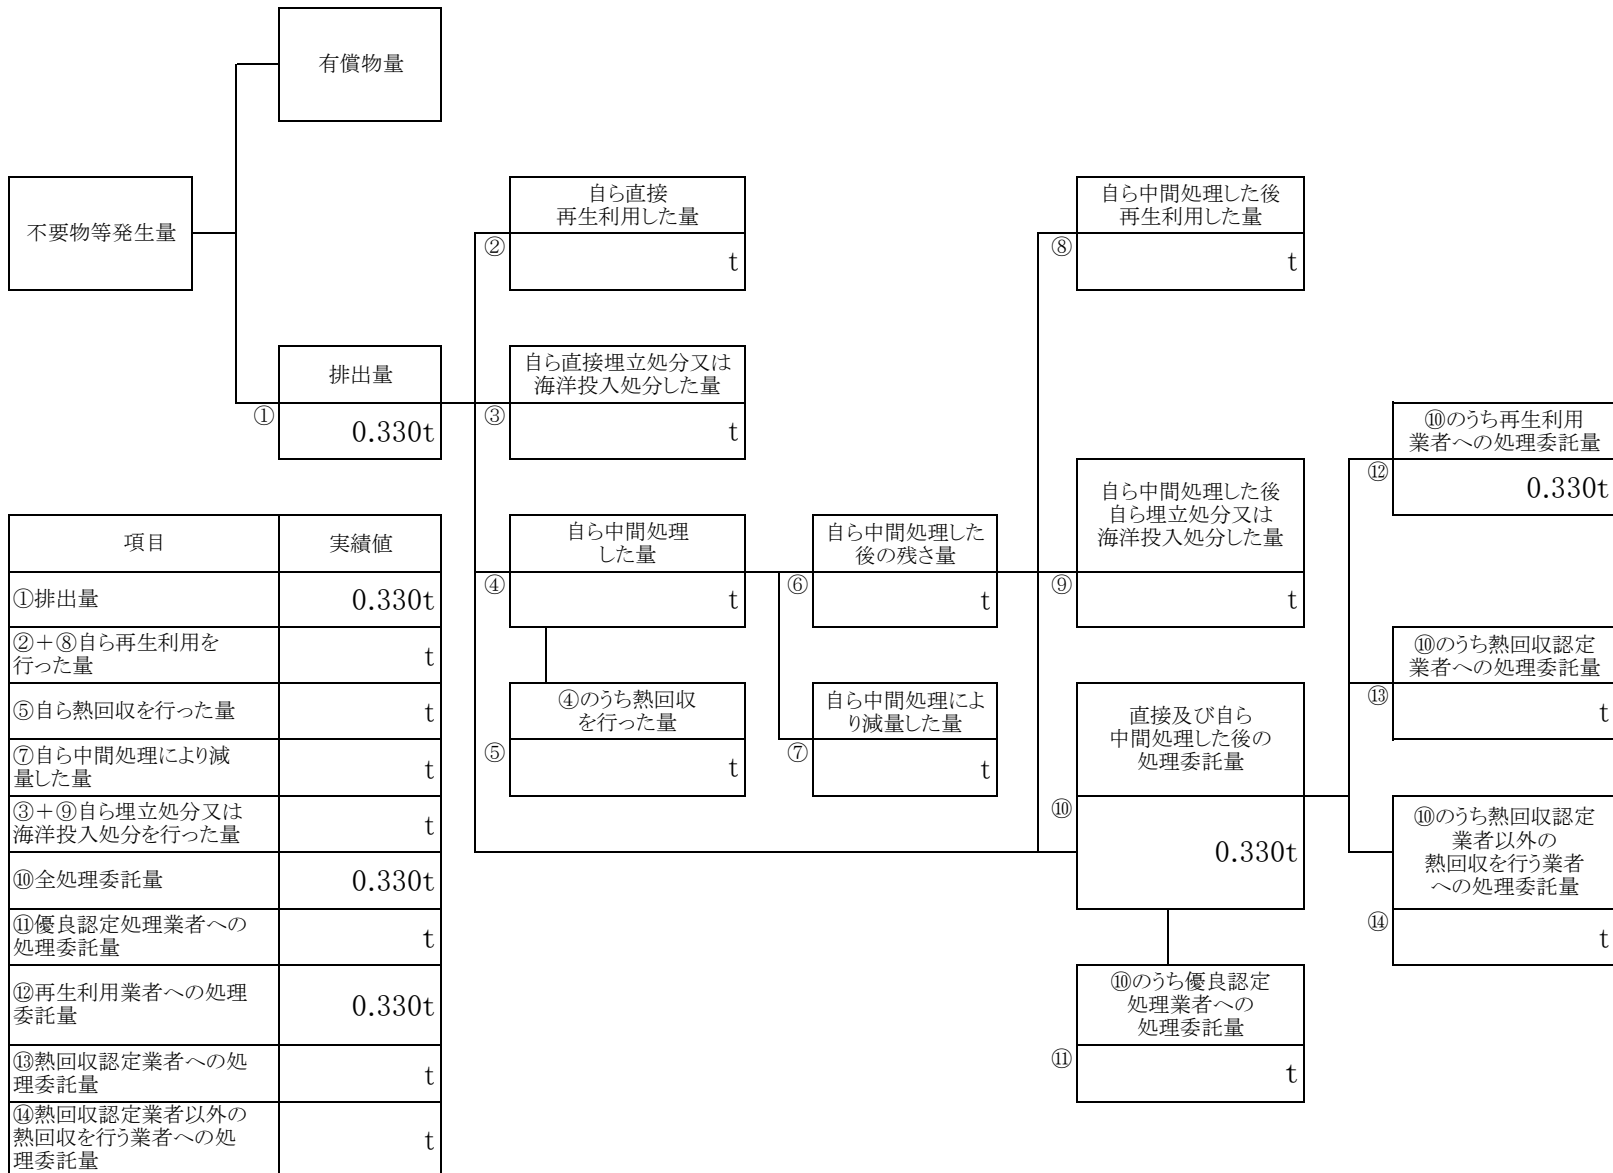 有償物量
不要物等発生量
自ら直接
再生利用した量
②
t
自ら中間処理した後
再生利用した量
⑧
t
排出量
①
0.330t
自ら直接埋立処分又は
海洋投入処分した量
③
t
⑩のうち再生利用
業者への処理委託量
⑫
0.330t
自ら中間処理
した量
④
t
自ら中間処理した
後の残さ量
⑥
t
自ら中間処理した後
自ら埋立処分又は
海洋投入処分した量
⑨
t
⑩のうち熱回収認定
業者への処理委託量
⑬
t
④のうち熱回収
を行った量
⑤
t
自ら中間処理によ
り減量した量
⑦
t
直接及び自ら
中間処理した後の
処理委託量
⑩
0.330t
⑩のうち熱回収認定
業者以外の
熱回収を行う業者
への処理委託量
⑭
t
⑩のうち優良認定
処理業者への
処理委託量
⑪
t
項目
実績値
①排出量
0.330t
②＋⑧自ら再生利用を
行った量
t
⑤自ら熱回収を行った量
t
⑦自ら中間処理により減
量した量
t
③＋⑨自ら埋立処分又は
海洋投入処分を行った量
t
⑩全処理委託量
0.330t
⑪優良認定処理業者への
処理委託量
t
⑫再生利用業者への処理
委託量
0.330t
⑬熱回収認定業者への処
理委託量
t
⑭熱回収認定業者以外の
熱回収を行う業者への処
理委託量
t